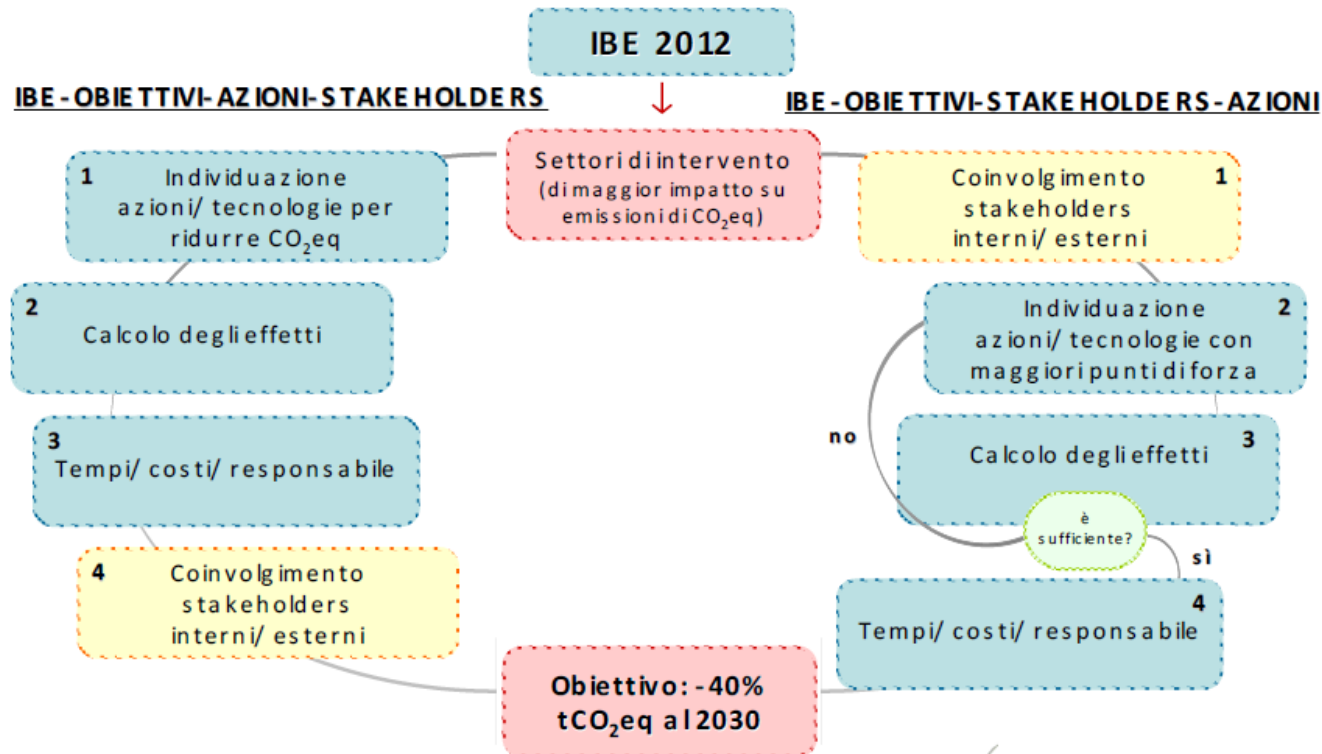 IBE 2012
IBE-OBIETTIVI-AZIONI-STAKEHOLDERS
IBE-OBIETTIVI-STAKEHOLDERS-AZIONI
Settori di intervento
(di maggior impatto su
emissioni di CO₂eq)
1
Individuazione
azioni/ tecnologie per
ridurre CO₂eq
2
Calcolo degli effetti
3
Tempi/ costi/ responsabile
4
Coinvolgimento
stakeholders
interni/ esterni
Coinvolgimento
1
stakeholders
interni/ esterni
Individuazione
2
azioni/ tecnologie con
maggiori punti di forza
no
Calcolo degli effetti
3
è
sufficiente?
sì
4
Tempi/ costi/ responsabile
Obiettivo: -40%
tCO₂eq al 2030